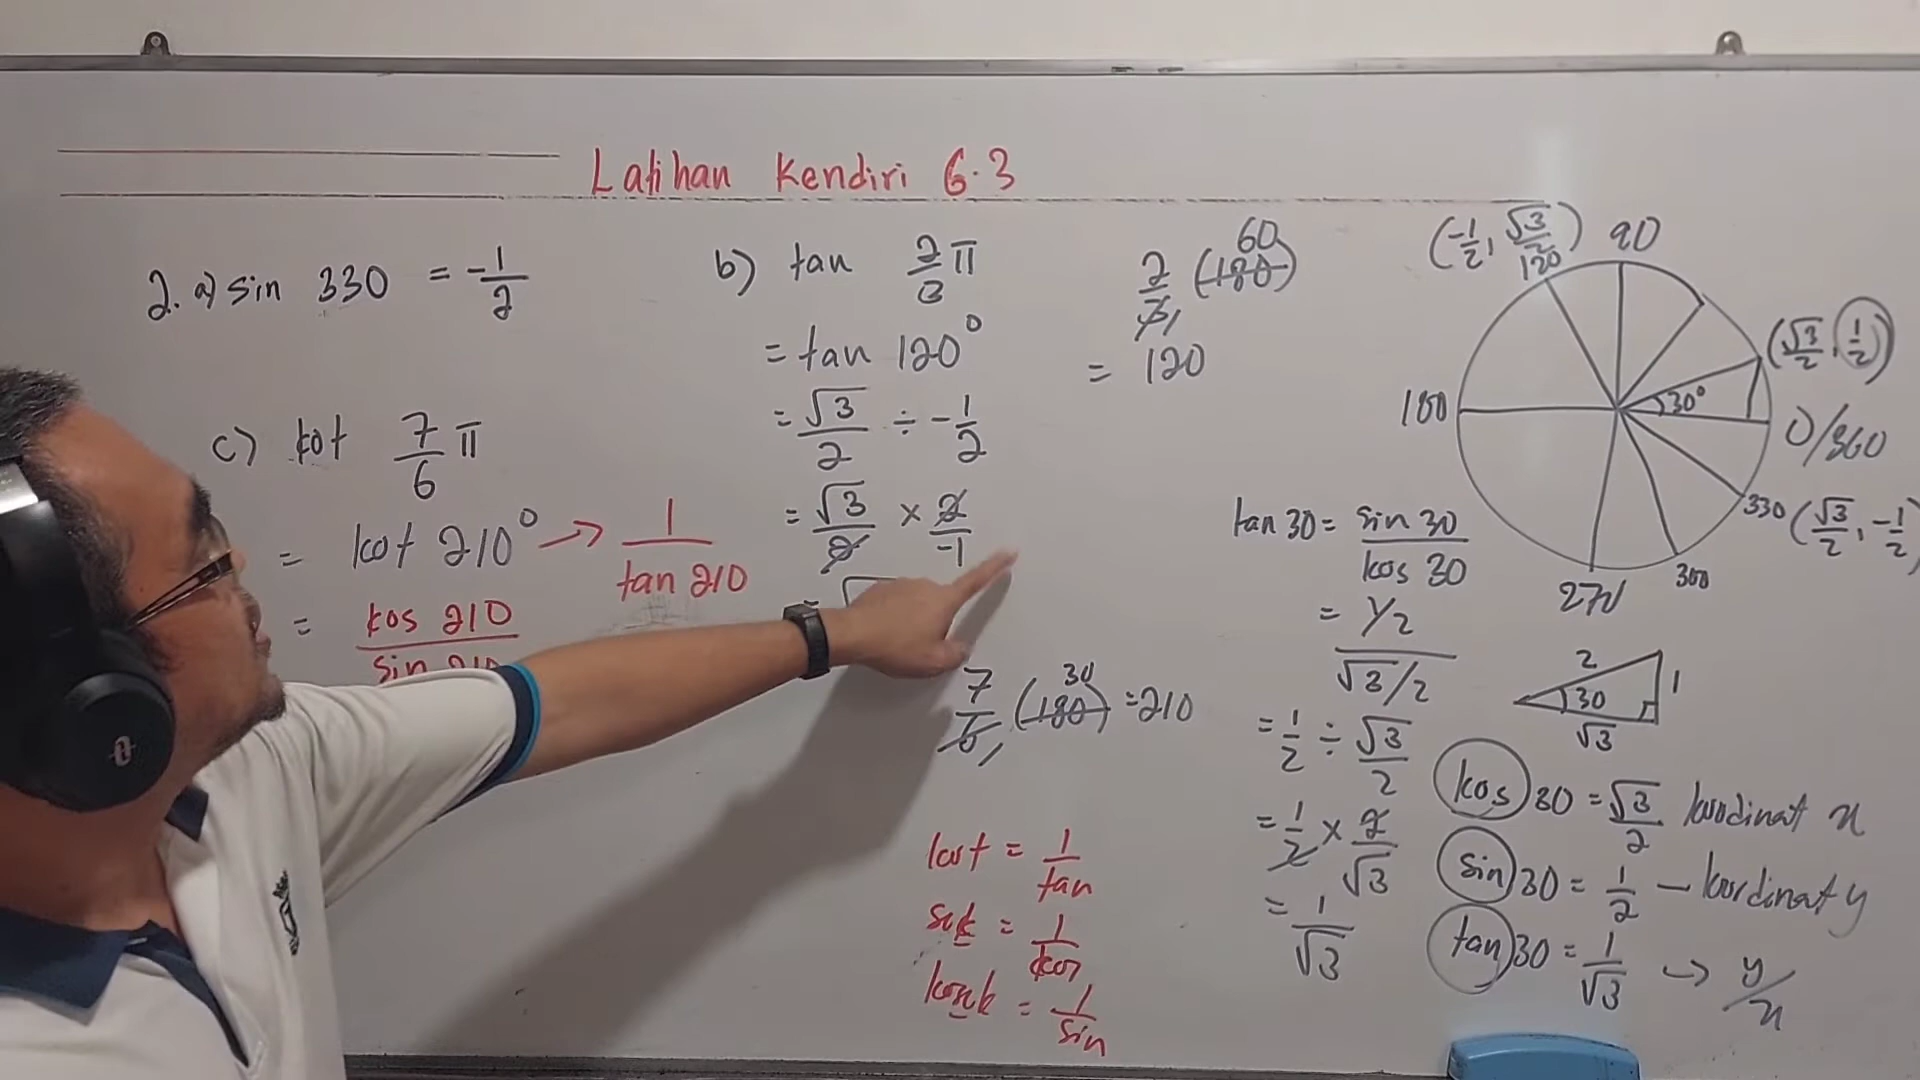 Latihan Kendiri 6.3
2. a) sin 330 = -1/2
b) tan 2/3 π
= tan 120°
= √3/2 ÷ -1/2
= √3/2 × 2/-1
2/3 (180) 60
= 120
c) kot 7/6 π
= kot 210° → 1/tan 210
= kos 210/sin 210
7/6 (180) 30 = 210
kot = 1/tan
sek = 1/kos
kosek = 1/sin
(-1/2, √3/2)
120
90
(√3/2, 1/2)
30°
180
0/360
330 (√3/2, -1/2)
300
270
tan 30 = sin 30/kos 30
= 1/2 / √3/2
= 1/2 ÷ √3/2
= 1/2 × 2/√3
= 1/√3
2
30
1
√3
kos 30 = √3/2 koordinat x
sin 30 = 1/2 – koordinat y
tan 30 = 1/√3 → y/x